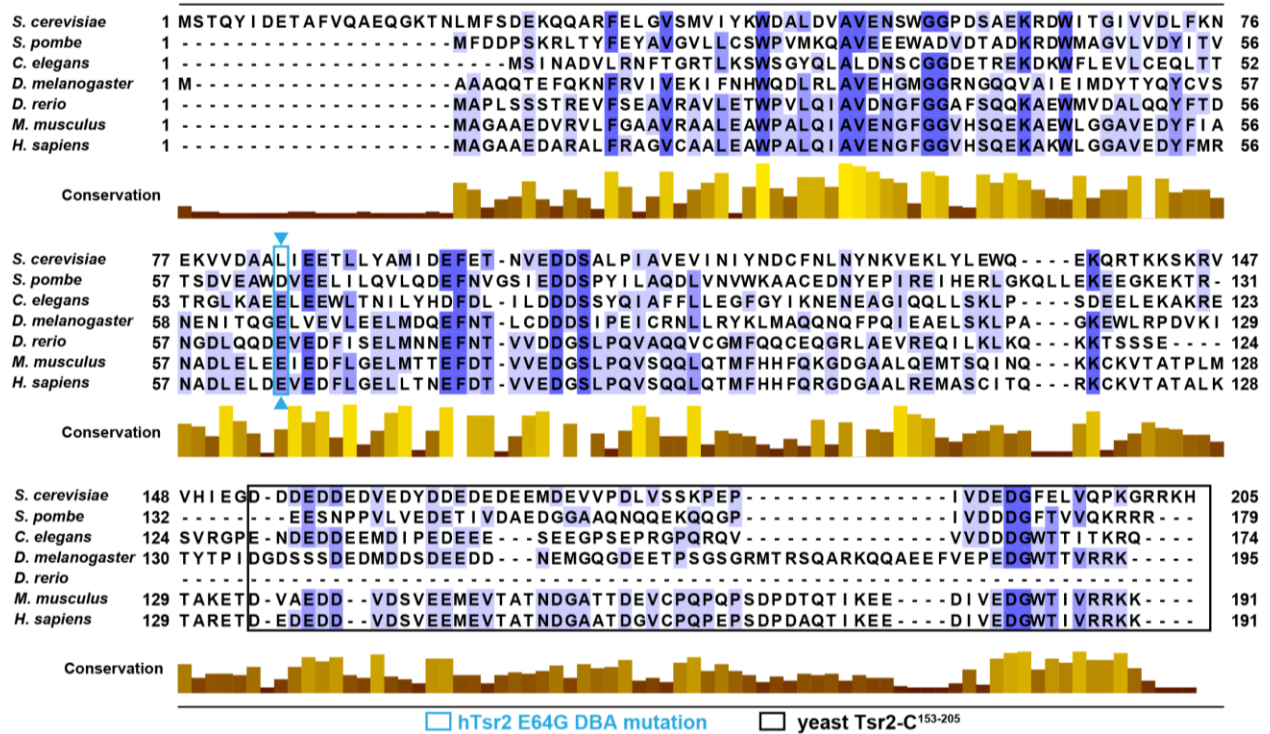 S. cerevisiae 1 MSTQYIDETAFVQAEQGKTNLMFSDEKQQARFELGVSMVIYKWDALDVAVENSWGGPDSAEKRDWITGIVVDLFKN 76
S. pombe 1 --------------------MFDDPSKRLTYFEYAVGVLLCSWPVMKQAVEEEWADVDTADKRDWMAGVLVDYITV 56
C. elegans 1 ------------------------MSINADVLRNFTGRTLKSWSGYQLALDNSCGGDETREKDKWFLEVLCEQLTT 52
D. melanogaster 1 M-------------------AAAQQTEFQKNFRVIVEKIFNHWQDLRLAVEHGMGGRNGQQVAIEIMDYTYQYCVS 57
D. rerio 1 --------------------MAPLSSSTREVFSEAVRAVLETWPVLQIAVDNGFGGAFSQQKAEWMVDALQQYFTD 56
M. musculus 1 --------------------MAGAAEDVRVLFGAAVRAALEAWPALQIAVENGFGGVHSQEKAEWLGGAVEDYFIA 56
H. sapiens 1 --------------------MAGAAEDARALFRAGVCAALEAWPALQIAVENGFGGVHSQEKAKWLGGAVEDYFMR 56
Conservation
S. cerevisiae 77 EKVVDAALIEETLLYAMIDEFET-NVEDDSALPIAVEVINIYNDCFNLNYNKVEKLYLEWQ----EKQRTKKSKRV 147
S. pombe 57 TSDVVEAWDVEELILQVLQDEFNVGSIEDDSPYILAQDLVNVWKAACEDNYEPIREIHERLGKQLLEKEEGKEKTR- 131
C. elegans 53 TRGLKAEELEEWLTNILYHDFDL-ILDDDSSYQIAFFLLEGFGYIKNENEAGIQQLLSKLP----SDEELEKAKRE 123
D. melanogaster 58 NENITQGELVEVLEELMDQEFNT-LCDDDSIPEICRNLLRYKLMAQQNQFPQIEAELSKLPA---GKEWLRPDVKI 129
D. rerio 57 NGDLQQDEVEDFISELMNNEFNT-VVDDGSLPQVAQQVCGMFQQCEQGRLAEVREQILKLKQ---KKTSSSE---- 124
M. musculus 57 NADLELEEIEDFLGELMTTEFDT-VVEDGSLPQVSQQLQTMFHHFQKGDGAALQEMTSQINQ---KKCKVTATPLM 128
H. sapiens 57 NADLELDEVEDFLGELLTNEFDT-VVEDGSLPQVSQQLQTMFHHFQRGDGAALREMASCITQ---RKCKVTATALK 128
Conservation
S. cerevisiae 148 VHIEGD-DDEDDEDVEDYDDEDEDEEMDEVVPDLVSSKPEP---------------IVDEDGFELVQPKGRRKH 205
S. pombe 132 --------EESNPPVLVEDETIVDAEDGGAAQNQQEKQQGP----------------IVDDDGFTVVQKRRR--- 179
C. elegans 124 SVRGPE-NDEDDEEMDIPEDEEE---SEEGPSEPRGPQRQV---------------VVDDDGWTTITKRQ---- 174
D. melanogaster 130 TYTPIDGDSSSSDEDMDDSEEDD---NEMGQGDEETPSGSGRMTRSQARKQQAEEFVEPEDGWTTVRRK---- 195
D. rerio --------------------------------------------------------------------------
M. musculus 129 TAKETD-VAEDD--VDSVEEMEVTATNDGATTDEVCPQPQPSDPDTQTIKEE----DIVEDGWTIVRRKK---- 191
H. sapiens 129 TARETD-EDEDD--VDSVEEMEVTATNDGAATDGVCPQPEPSDPDAQTIKEE----DIVEDGWTIVRRKK---- 191
Conservation
hTsr2 E64G DBA mutation yeast Tsr2-C153-205